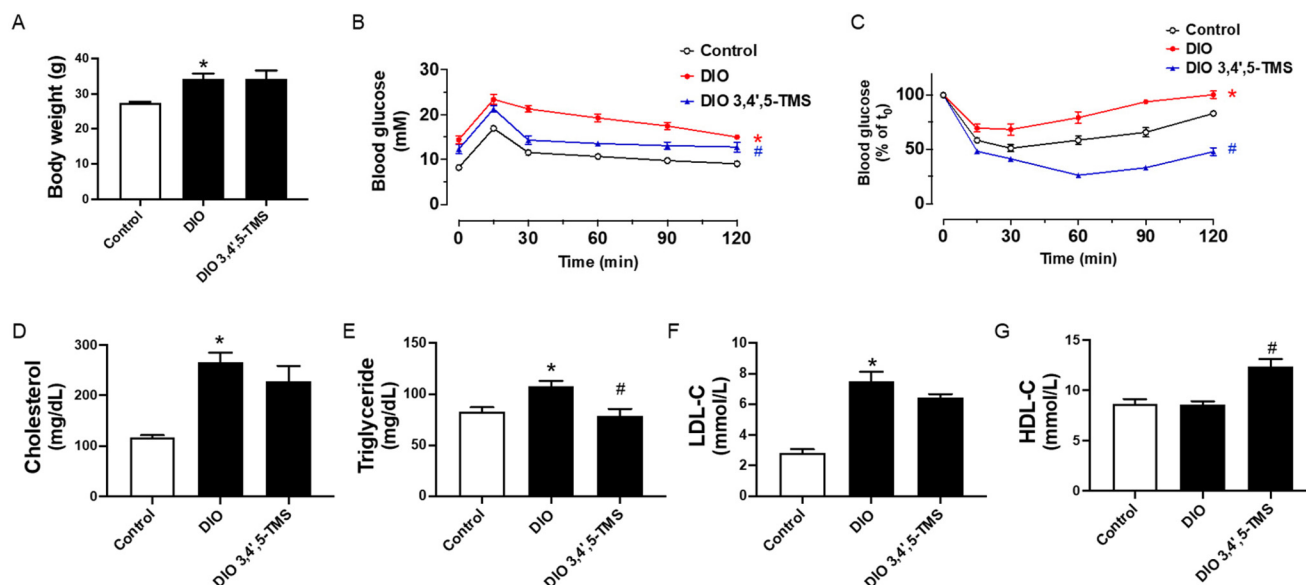 A
Body weight (g)
40
30
20
10
0
Control
DIO
DIO 3,4',5-TMS
*
B
Blood glucose
(mM)
30
20
10
0
0 30 60 90 120
Time (min)
Control
DIO
DIO 3,4',5-TMS
*
#
C
Blood glucose
(% of t0)
100
50
0
0 30 60 90 120
Time (min)
Control
DIO
DIO 3,4',5-TMS
*
#
D
Cholesterol
(mg/dL)
300
200
100
0
Control
DIO
DIO 3,4',5-TMS
*
E
Triglyceride
(mg/dL)
150
100
50
0
Control
DIO
DIO 3,4',5-TMS
*
#
F
LDL-C
(mmol/L)
8
6
4
2
0
Control
DIO
DIO 3,4',5-TMS
*
G
HDL-C
(mmol/L)
15
10
5
0
Control
DIO
DIO 3,4',5-TMS
#